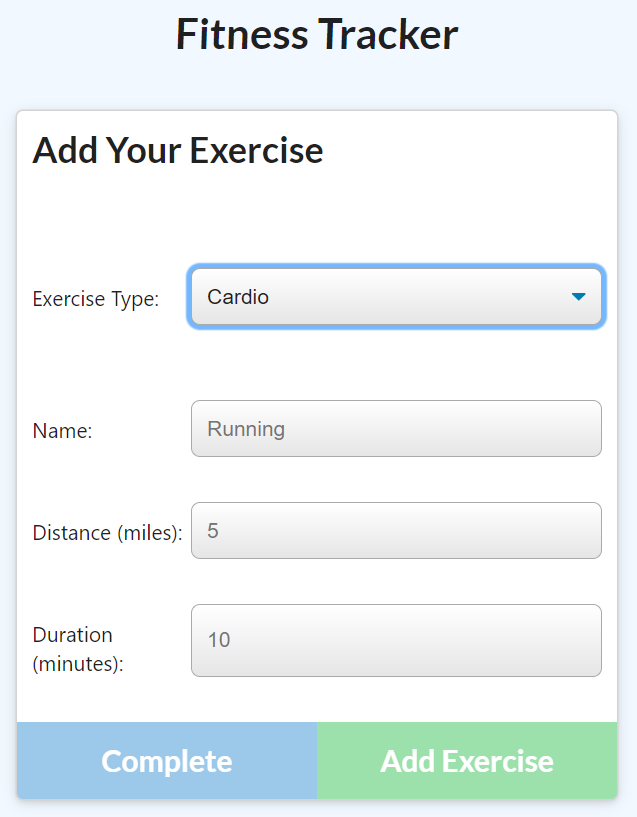 Fitness Tracker
Add Your Exercise
Exercise Type: Cardio
Name: Running
Distance (miles): 5
Duration
(minutes): 10
Complete Add Exercise